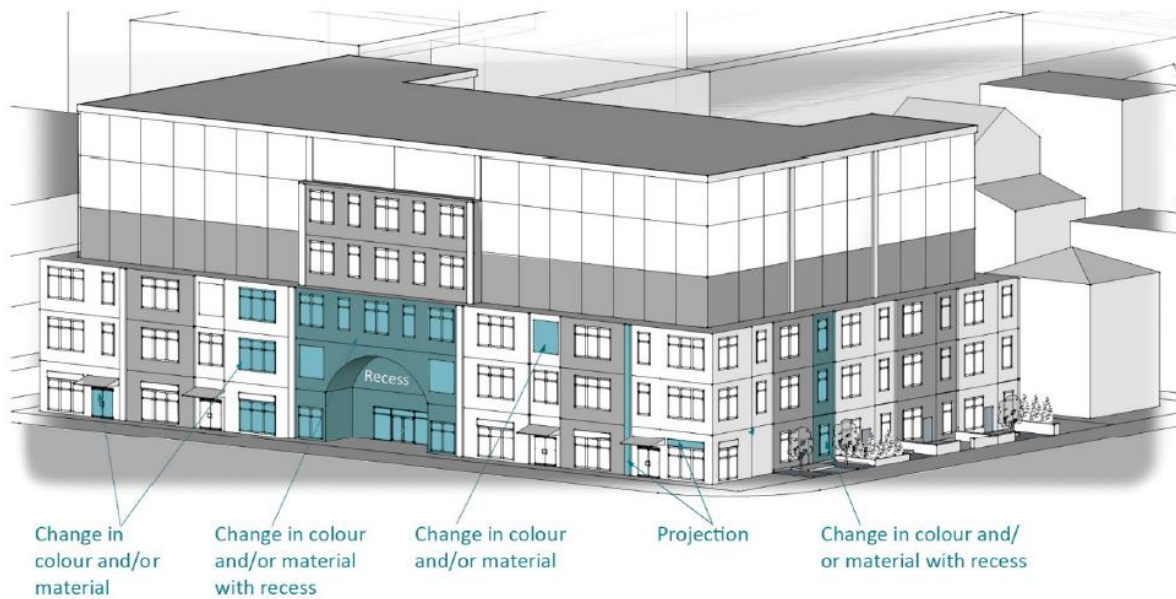 Recess
Change in
colour and/or
material
Change in colour
and/or material
with recess
Change in colour
and/or material
Projection
Change in colour and/
or material with recess